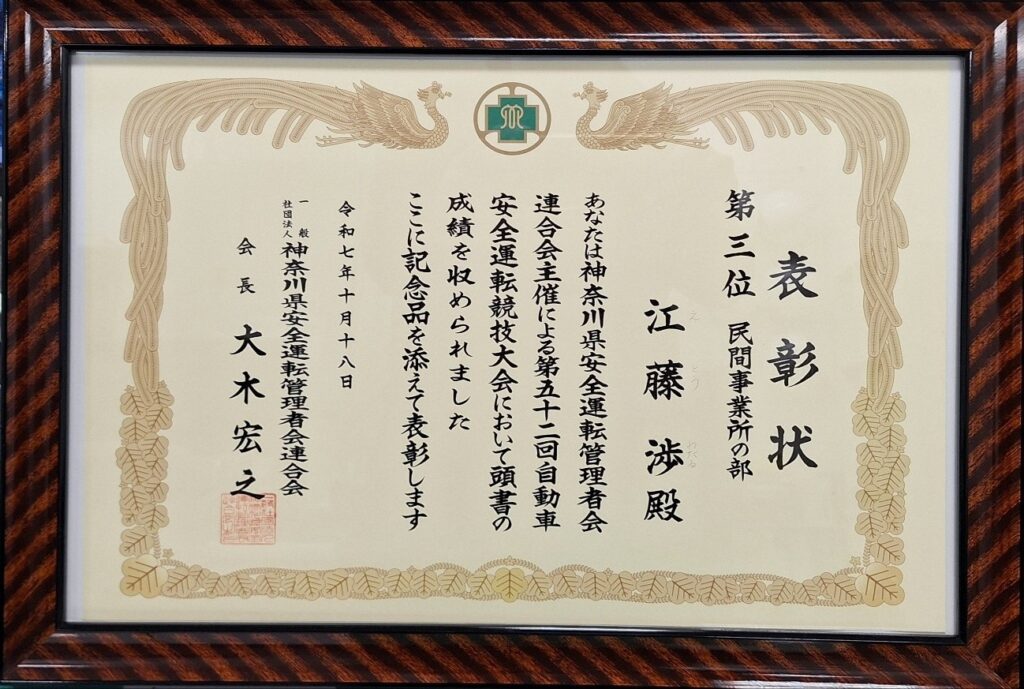 表彰状
第三位 民間事業所の部
江藤 渉 殿
え とう わたる
あなたは神奈川県安全運転管理者会
連合会主催による第五十二回自動車
安全運転競技大会において頭書の
成績を収められました
ここに記念品を添えて表彰します
令和七年十月十八日
一般社団法人 神奈川県安全運転管理者会連合会
会長 大木宏之